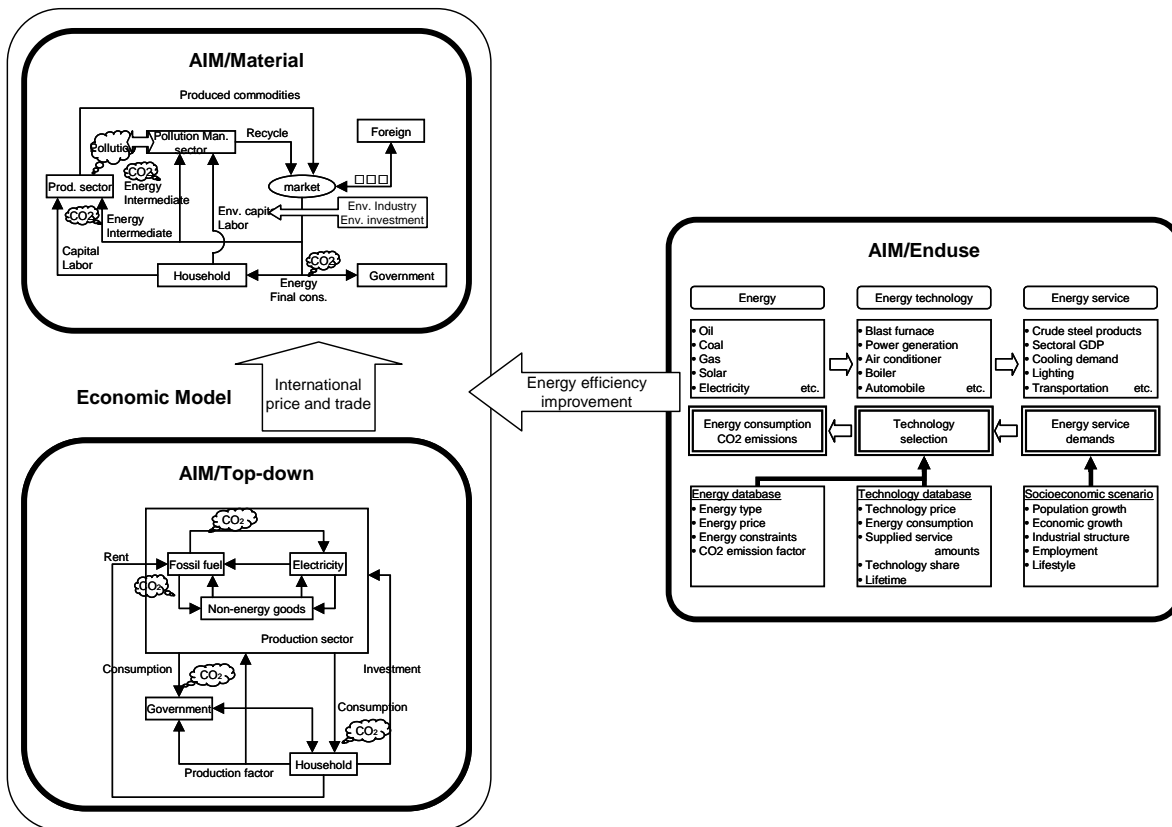 AIM/Material
Produced commodities
Pollution
Pollution Man.
sector
Recycle
Foreign
CO2
Prod. sector
Energy
Intermediate
market
□□□
CO2
Energy
Intermediate
Env. capit
Labor
Env. Industry
Env. investment
Capital
Labor
Household
CO2
Government
Energy
Final cons.
Economic Model
International
price and trade
Energy efficiency
improvement
AIM/Top-down
CO2
Rent
Fossil fuel
Electricity
CO2
Non-energy goods
Production sector
Consumption
CO2
Investment
Government
Consumption
CO2
Production factor
Household
AIM/Enduse
Energy
Energy technology
Energy service
• Oil
• Coal
• Gas
• Solar
• Electricity etc.
• Blast furnace
• Power generation
• Air conditioner
• Boiler
• Automobile etc.
• Crude steel products
• Sectoral GDP
• Cooling demand
• Lighting
• Transportation etc.
Energy consumption
CO2 emissions
Technology
selection
Energy service
demands
Energy database
• Energy type
• Energy price
• Energy constraints
• CO2 emission factor
Technology database
• Technology price
• Energy consumption
• Supplied service
amounts
• Technology share
• Lifetime
Socioeconomic scenario
• Population growth
• Economic growth
• Industrial structure
• Employment
• Lifestyle